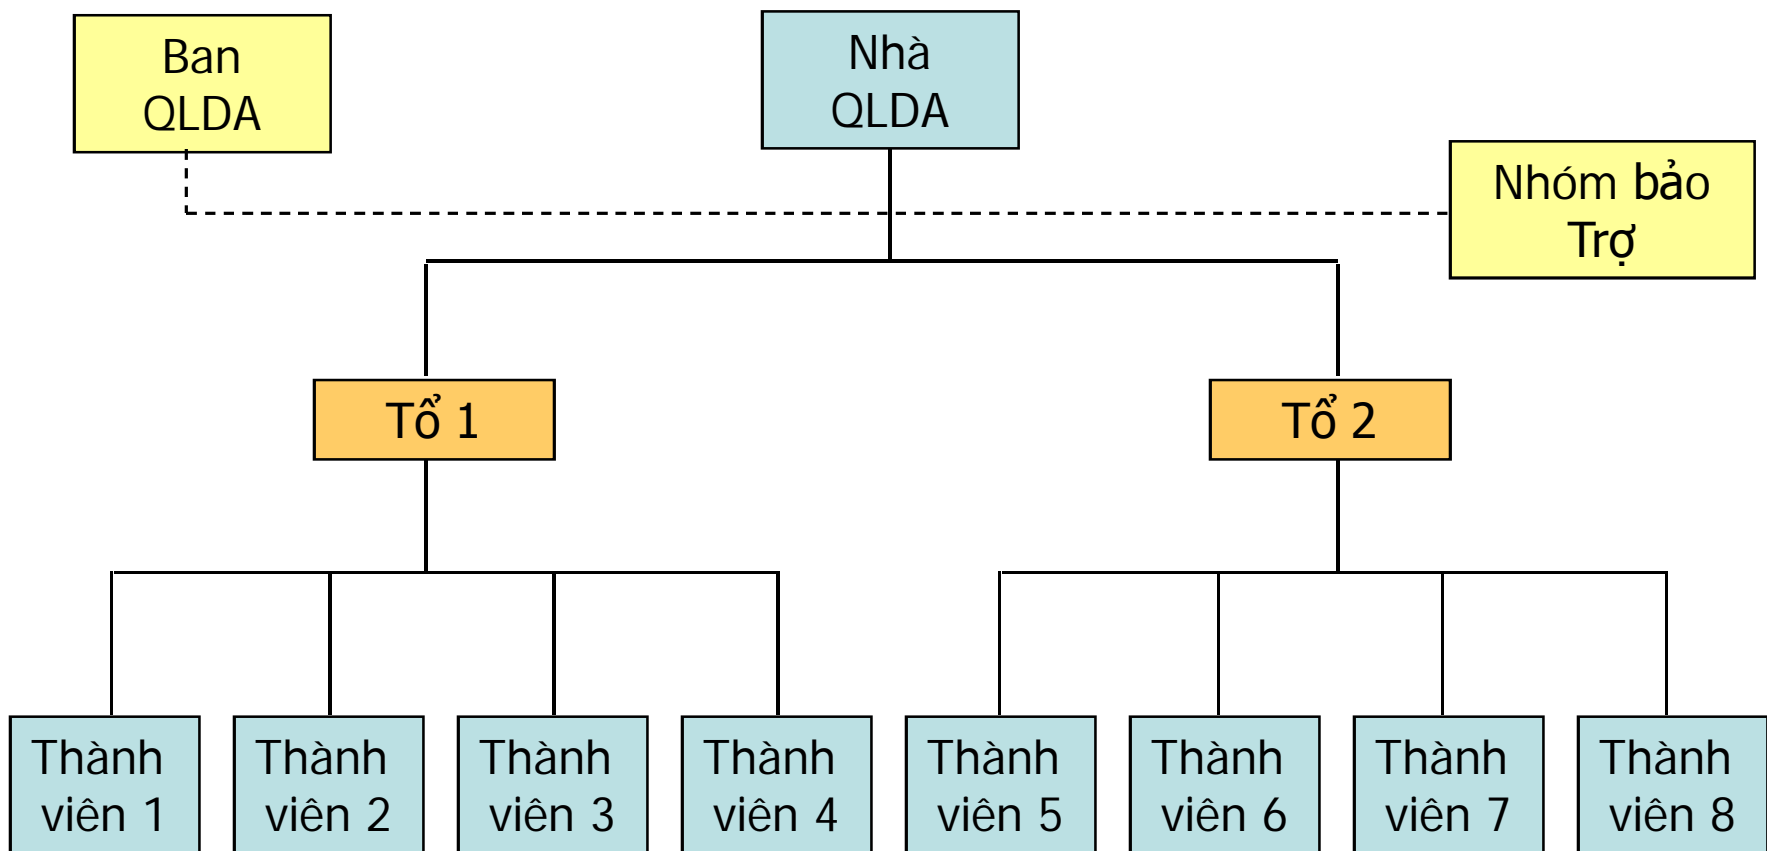 Ban
QLDA
Nhà
QLDA
Nhóm bảo
Trợ
Tổ 1
Tổ 2
Thành
viên 1
Thành
viên 2
Thành
viên 3
Thành
viên 4
Thành
viên 5
Thành
viên 6
Thành
viên 7
Thành
viên 8